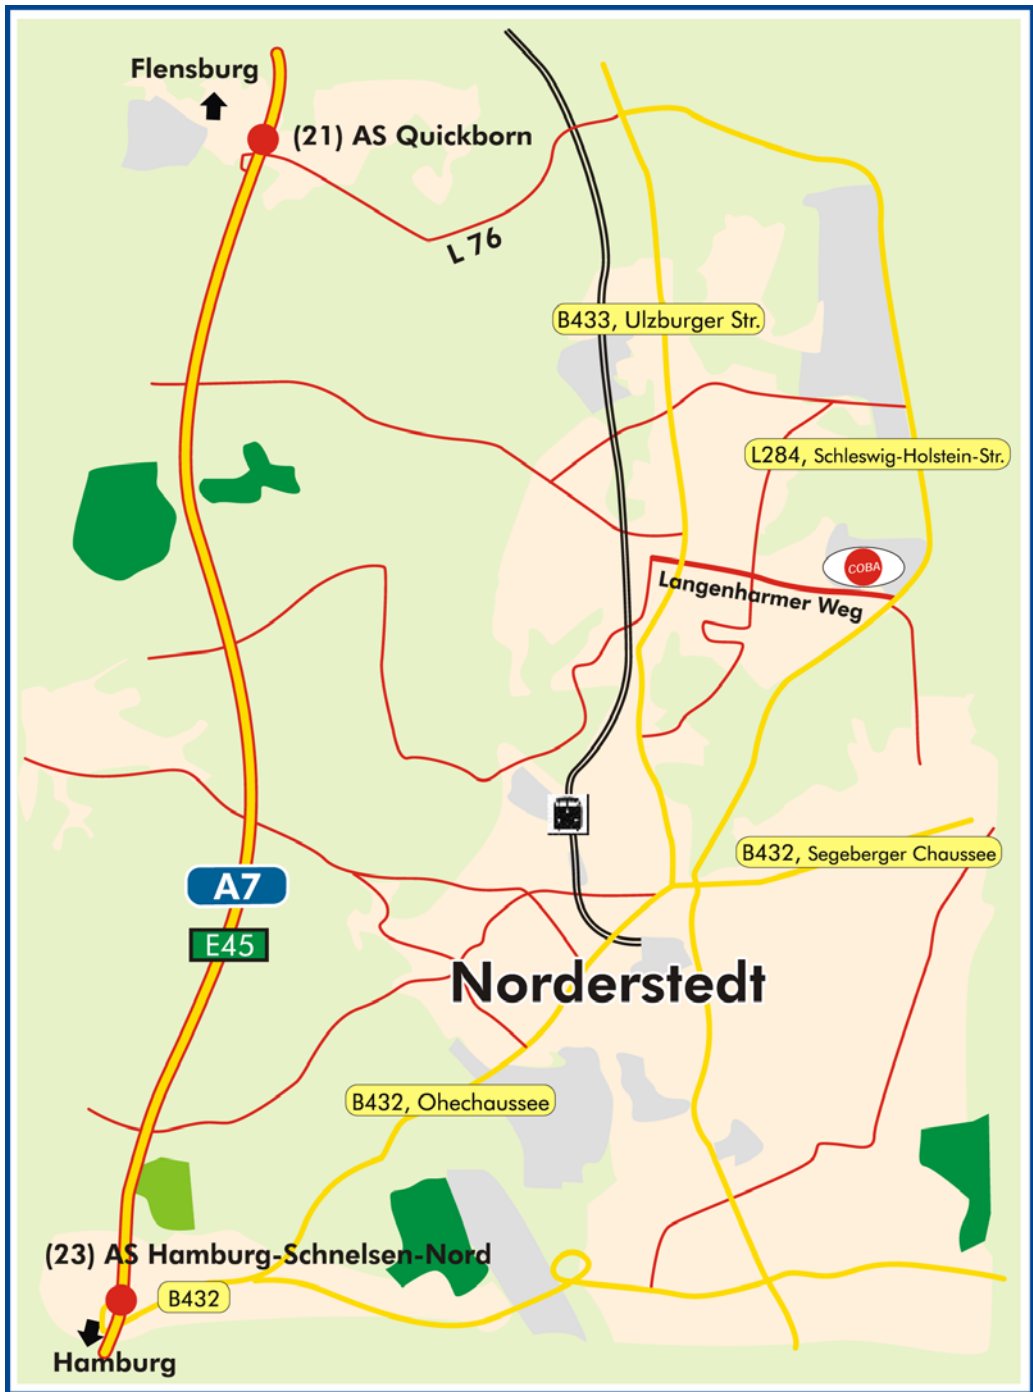 Flensburg
(21) AS Quickborn
L 76
B433, Ulzburger Str.
L284, Schleswig-Holstein-Str.
COBA
Langenharmer Weg
B432, Segeberger Chaussee
A7
E45
Norderstedt
B432, Ohechaussee
(23) AS Hamburg-Schnelsen-Nord
B432
Hamburg